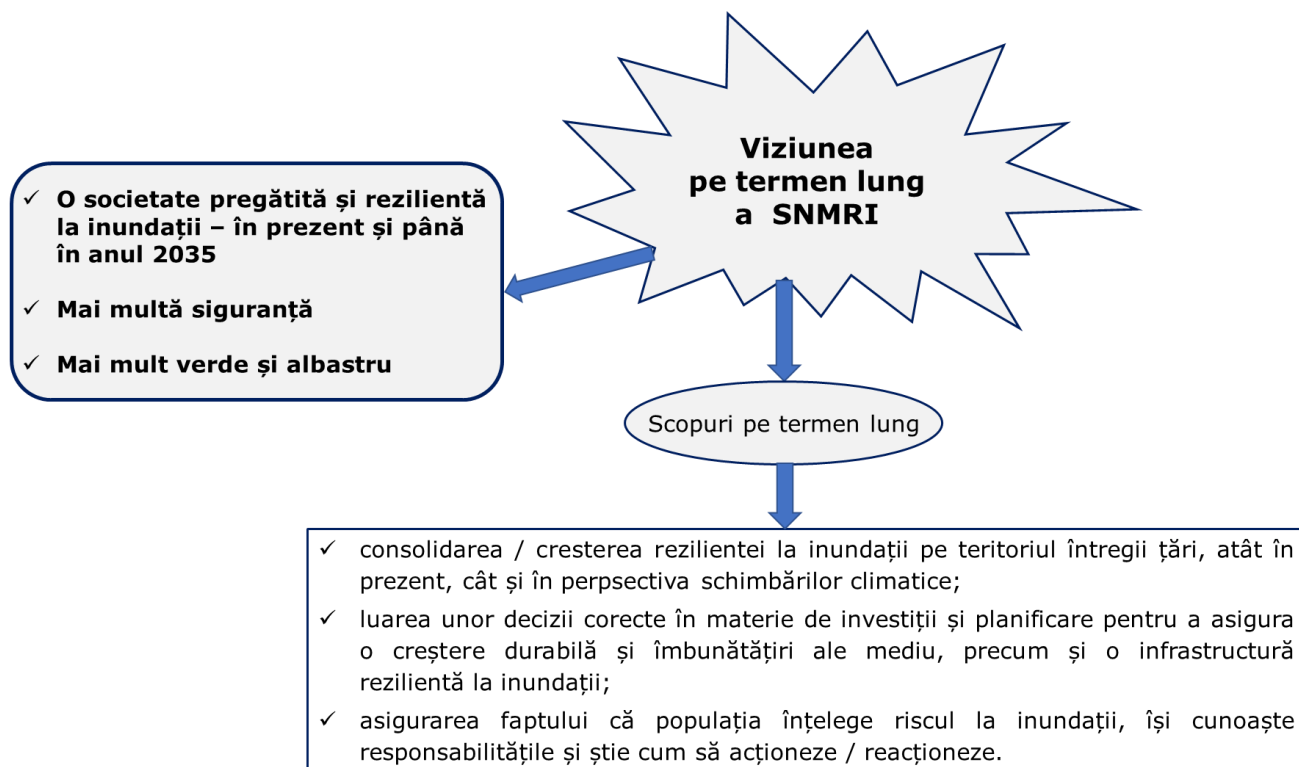 Viziunea
pe termen lung
a SNMRI
✓ O societate pregătită și rezilientă
la inundații – în prezent și până
în anul 2035
✓ Mai multă siguranță
✓ Mai mult verde și albastru
Scopuri pe termen lung
✓ consolidarea / cresterea rezilientei la inundații pe teritoriul întregii țări, atât în
prezent, cât și în perpsectiva schimbărilor climatice;
✓ luarea unor decizii corecte în materie de investiții și planificare pentru a asigura
o creștere durabilă și îmbunătățiri ale mediu, precum și o infrastructură
rezilientă la inundații;
✓ asigurarea faptului că populația înțelege riscul la inundații, își cunoaște
responsabilitățile și știe cum să acționeze / reacționeze.